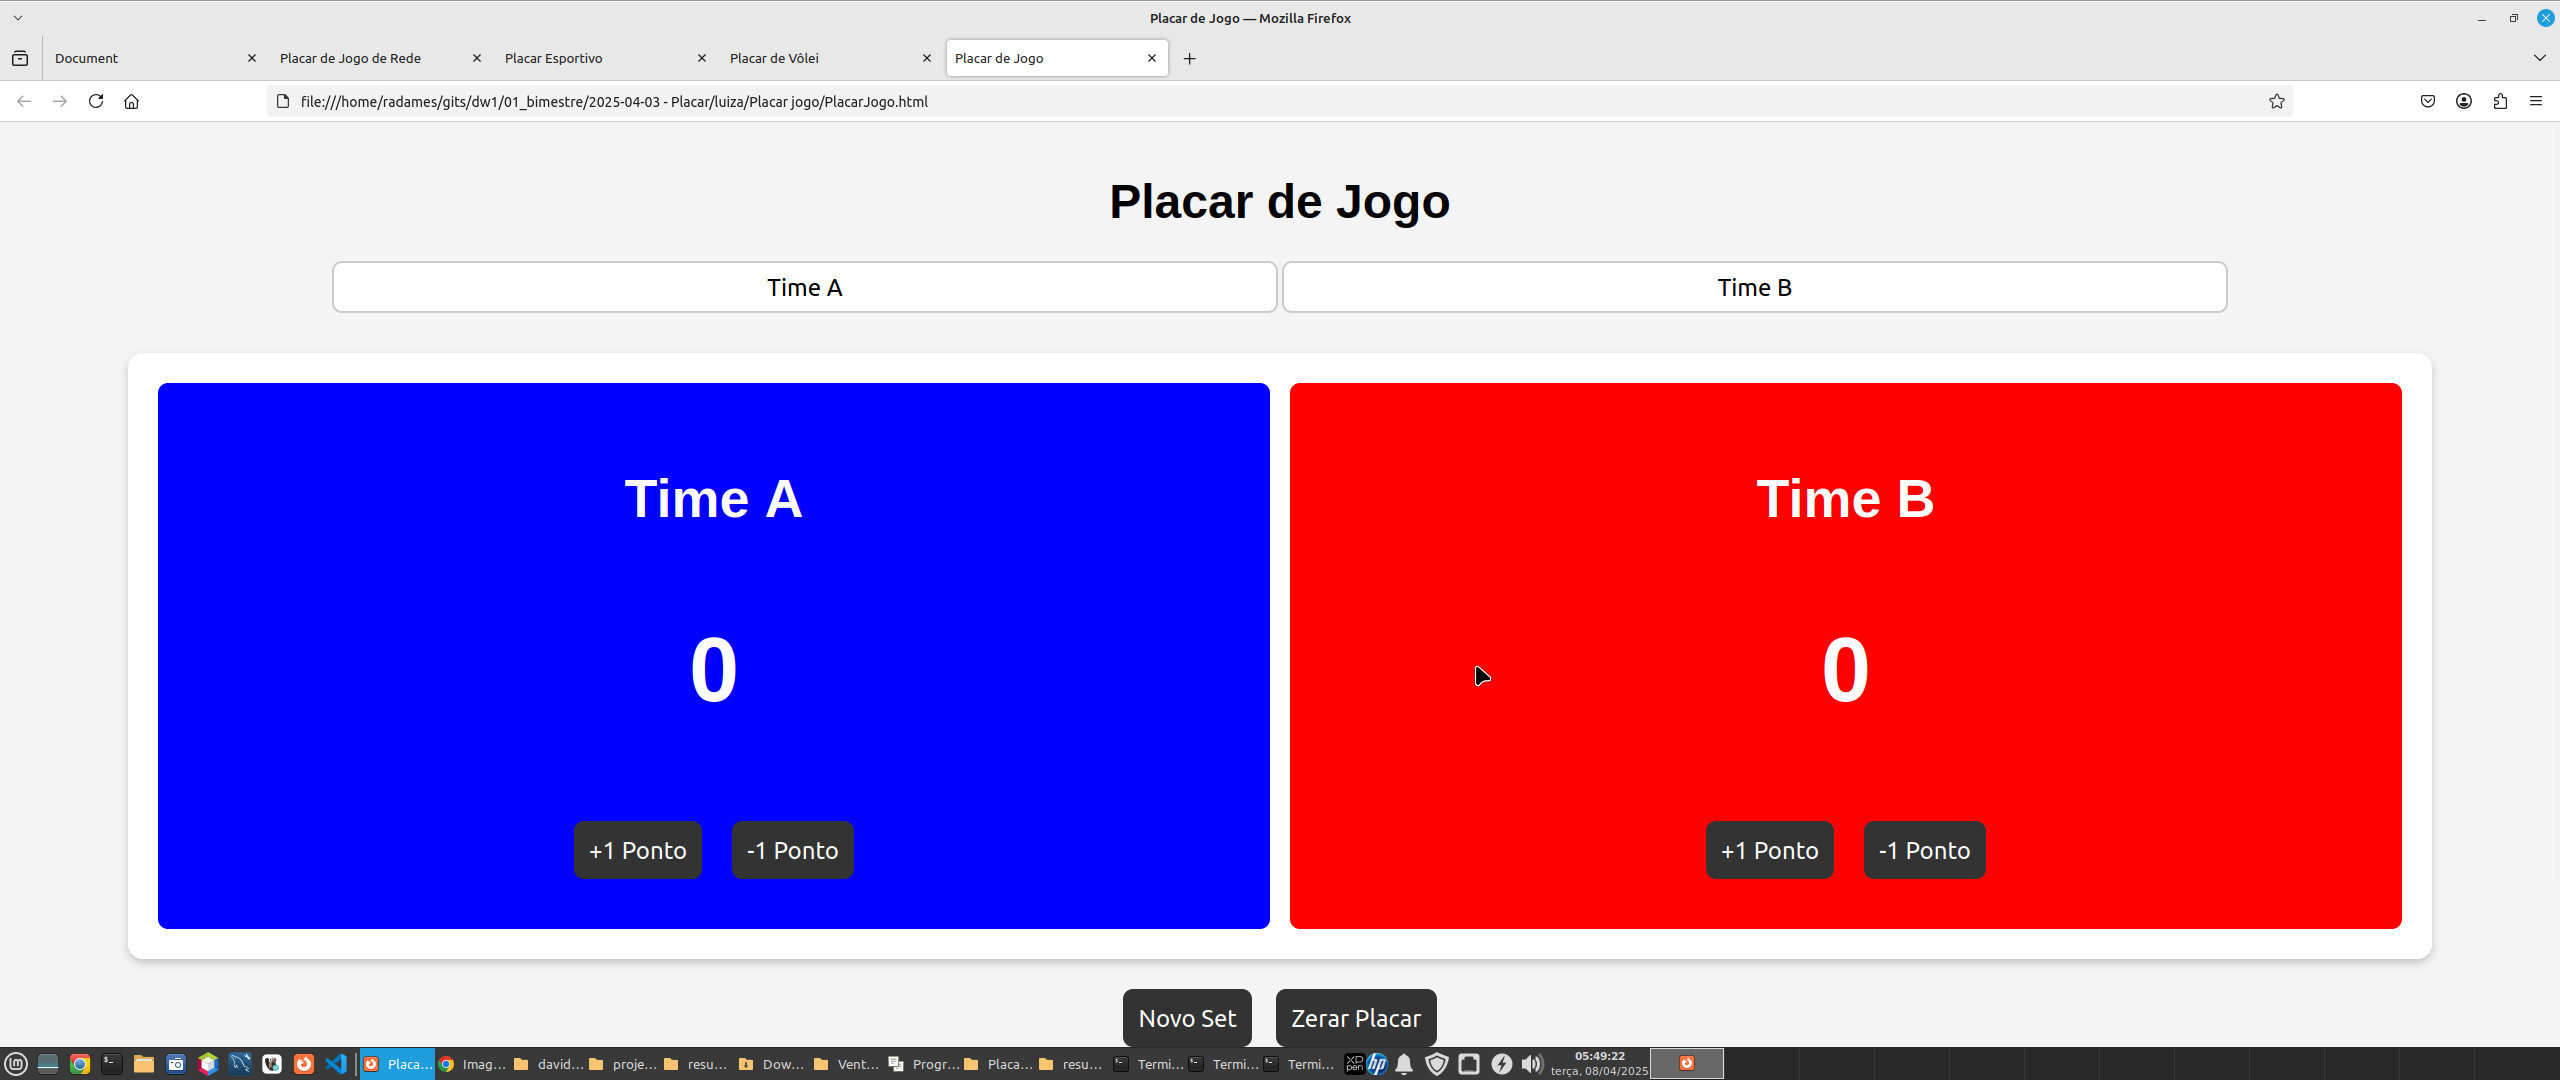 Placar de Jogo — Mozilla Firefox
Document
Placar de Jogo de Rede
Placar Esportivo
Placar de Vôlei
Placar de Jogo
file:///home/radames/gits/dw1/01_bimestre/2025-04-03 - Placar/luiza/Placar jogo/PlacarJogo.html
Placar de Jogo
Time A
Time B
Time A
Time B
0
0
+1 Ponto
-1 Ponto
+1 Ponto
-1 Ponto
Novo Set
Zerar Placar
Placa...
Imag...
david...
proje...
resu...
Dow...
Vent...
Progr...
Placa...
resu...
Termi...
Termi...
Termi...
XP
pen
hp
05:49:22
terça, 08/04/2025